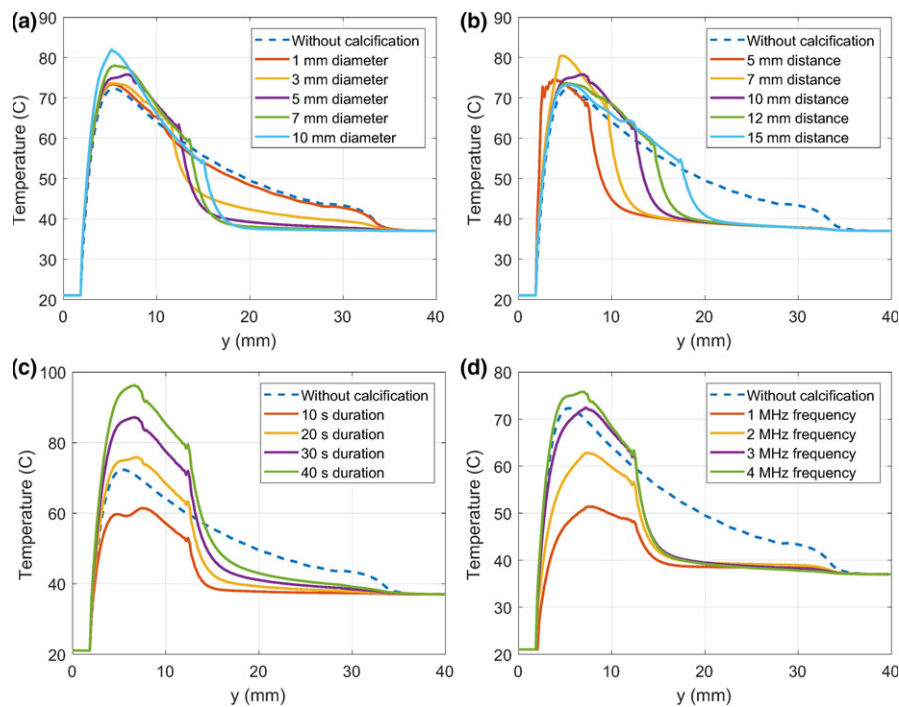 (a)
90
80
70
60
50
40
30
20
Temperature (C)
Without calcification
1 mm diameter
3 mm diameter
5 mm diameter
7 mm diameter
10 mm diameter
0 10 20 30 40
y (mm)
(b)
90
80
70
60
50
40
30
20
Temperature (C)
Without calcification
5 mm distance
7 mm distance
10 mm distance
12 mm distance
15 mm distance
0 10 20 30 40
y (mm)
(c)
100
80
60
40
20
Temperature (C)
Without calcification
10 s duration
20 s duration
30 s duration
40 s duration
0 10 20 30 40
y (mm)
(d)
80
70
60
50
40
30
20
Temperature (C)
Without calcification
1 MHz frequency
2 MHz frequency
3 MHz frequency
4 MHz frequency
0 10 20 30 40
y (mm)